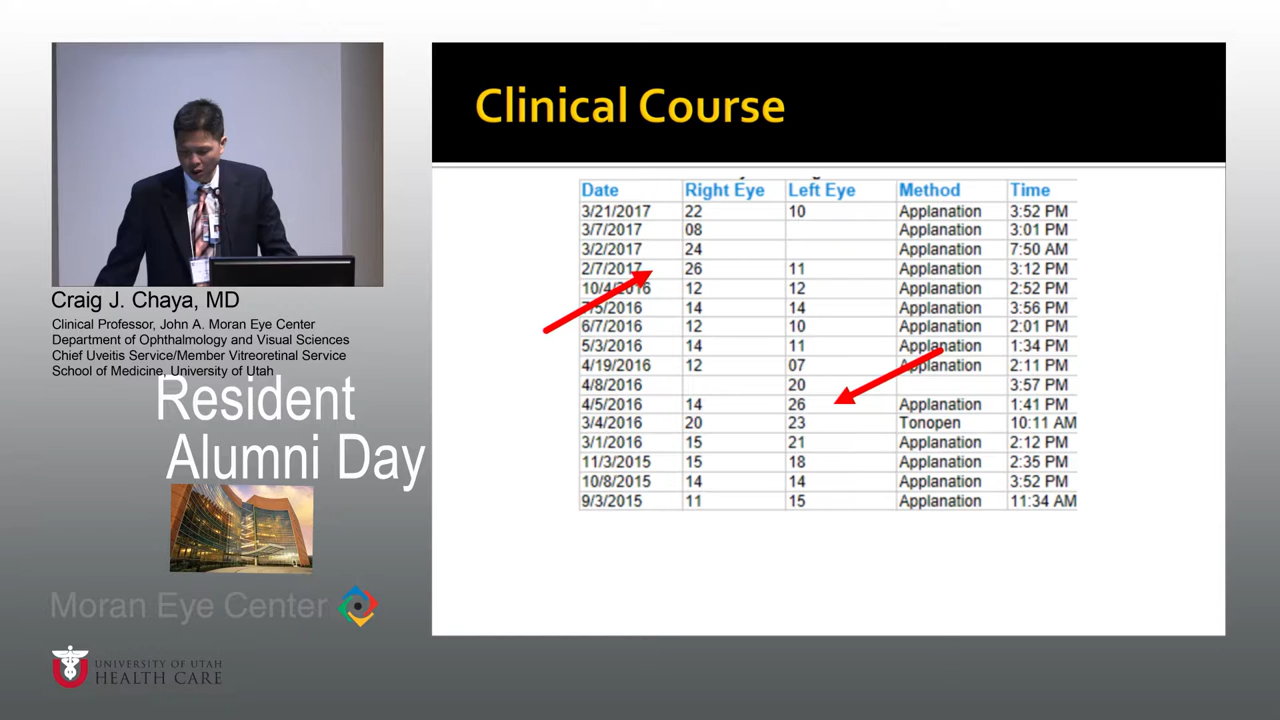 Clinical Course
Date Right Eye Left Eye Method Time
3/21/2017 22 10 Applanation 3:52 PM
3/7/2017 08 Applanation 3:01 PM
3/2/2017 24 Applanation 7:50 AM
2/7/2017 26 11 Applanation 3:12 PM
10/4/2016 12 12 Applanation 2:52 PM
7/5/2016 14 14 Applanation 3:56 PM
6/7/2016 12 10 Applanation 2:01 PM
5/3/2016 14 11 Applanation 1:34 PM
4/19/2016 12 07 Applanation 2:11 PM
4/8/2016 20 3:57 PM
4/5/2016 14 26 Applanation 1:41 PM
3/4/2016 20 23 Tonopen 10:11 AM
3/1/2016 15 21 Applanation 2:12 PM
11/3/2015 15 18 Applanation 2:35 PM
10/8/2015 14 14 Applanation 3:52 PM
9/3/2015 11 15 Applanation 11:34 AM
Craig J. Chaya, MD
Clinical Professor, John A. Moran Eye Center
Department of Ophthalmology and Visual Sciences
Chief Uveitis Service/Member Vitreoretinal Service
School of Medicine, University of Utah
Resident
Alumni Day
Moran Eye Center
UNIVERSITY OF UTAH
HEALTH CARE